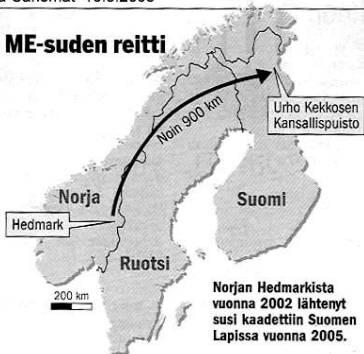 Sanomat
ME-suden reitti
Noin 900 km
Urho Kekkosen
Kansallispuisto
Norja
Suomi
Hedmark
Ruotsi
200 km
Norjan Hedmarkista
vuonna 2002 lähtenyt
susi kaadettiin Suomen
Lapissa vuonna 2005.